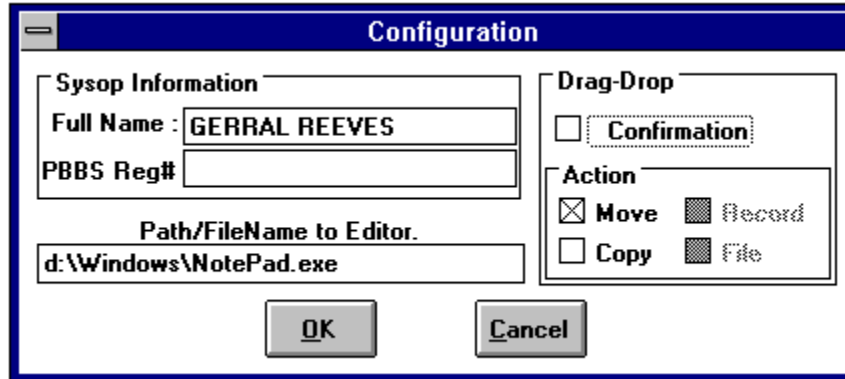 Configuration
Sysop Information
Full Name : GERRAL REEVES
PBBS Reg#
Path/FileName to Editor.
d:\Windows\NotePad.exe
Drag-Drop
Confirmation
Action
Move Record
Copy File
OK Cancel